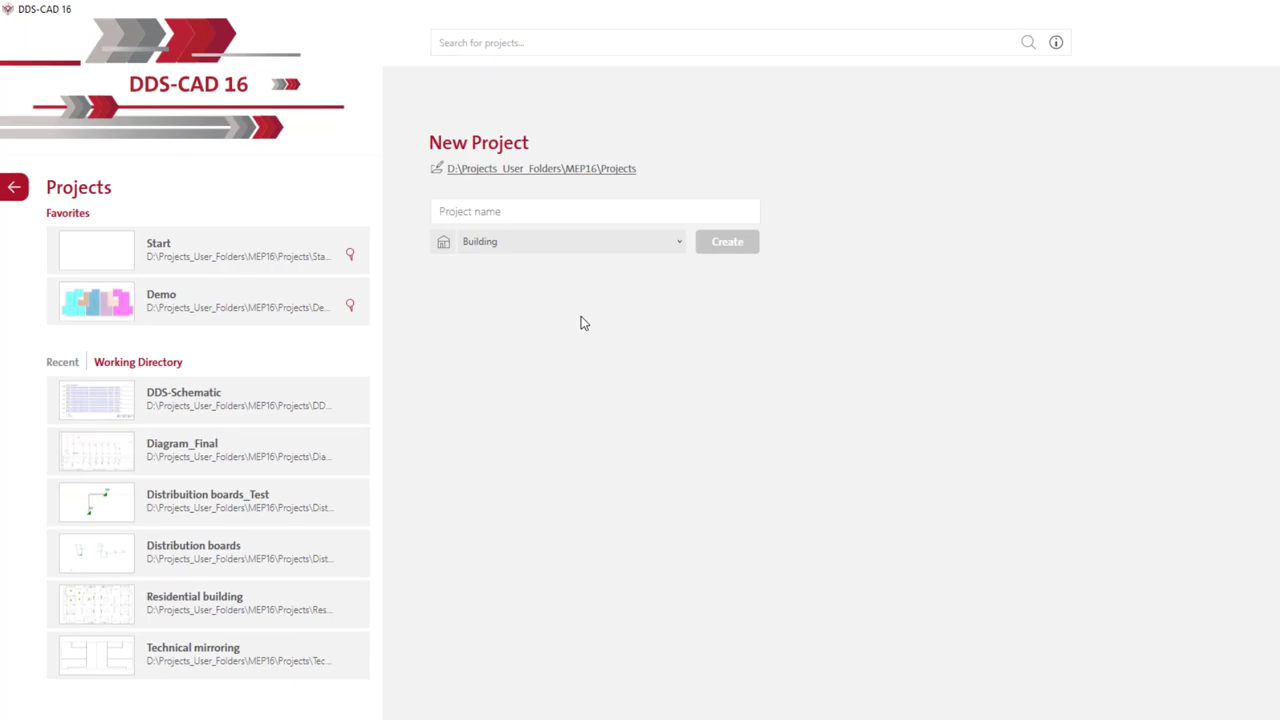 DDS-CAD 16
DDS-CAD 16
Search for projects...
New Project
D:\Projects_User_Folders\MEP16\Projects
Project name
Building
Create
Projects
Favorites
Start
D:\Projects_User_Folders\MEP16\Projects\Sta...
Demo
D:\Projects_User_Folders\MEP16\Projects\De...
Recent
Working Directory
DDS-Schematic
D:\Projects_User_Folders\MEP16\Projects\DD...
Diagram_Final
D:\Projects_User_Folders\MEP16\Projects\Dia...
Distribuition boards_Test
D:\Projects_User_Folders\MEP16\Projects\Dist...
Distribution boards
D:\Projects_User_Folders\MEP16\Projects\Dist...
Residential building
D:\Projects_User_Folders\MEP16\Projects\Res...
Technical mirroring
D:\Projects_User_Folders\MEP16\Projects\Tec...